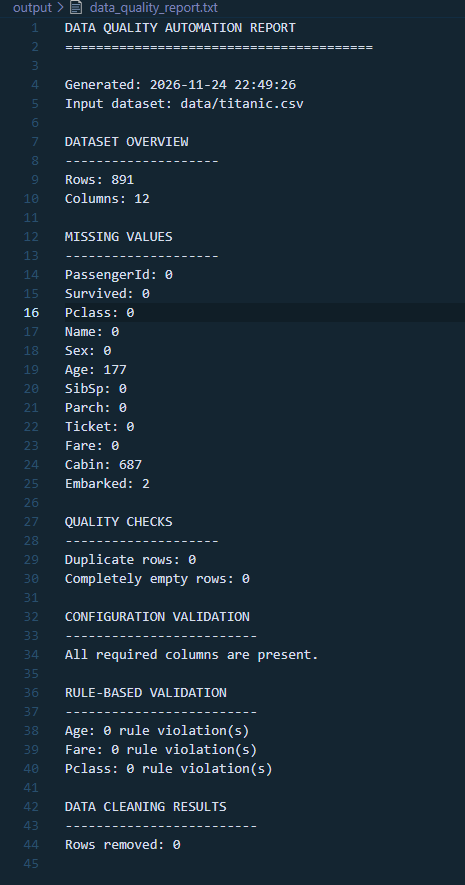 output > data_quality_report.txt
1 DATA QUALITY AUTOMATION REPORT
2 ========================================
3
4 Generated: 2026-11-24 22:49:26
5 Input dataset: data/titanic.csv
6
7 DATASET OVERVIEW
8 --------------------
9 Rows: 891
10 Columns: 12
11
12 MISSING VALUES
13 --------------------
14 PassengerId: 0
15 Survived: 0
16 Pclass: 0
17 Name: 0
18 Sex: 0
19 Age: 177
20 SibSp: 0
21 Parch: 0
22 Ticket: 0
23 Fare: 0
24 Cabin: 687
25 Embarked: 2
26
27 QUALITY CHECKS
28 --------------------
29 Duplicate rows: 0
30 Completely empty rows: 0
31
32 CONFIGURATION VALIDATION
33 -------------------------
34 All required columns are present.
35
36 RULE-BASED VALIDATION
37 -------------------------
38 Age: 0 rule violation(s)
39 Fare: 0 rule violation(s)
40 Pclass: 0 rule violation(s)
41
42 DATA CLEANING RESULTS
43 -------------------------
44 Rows removed: 0
45